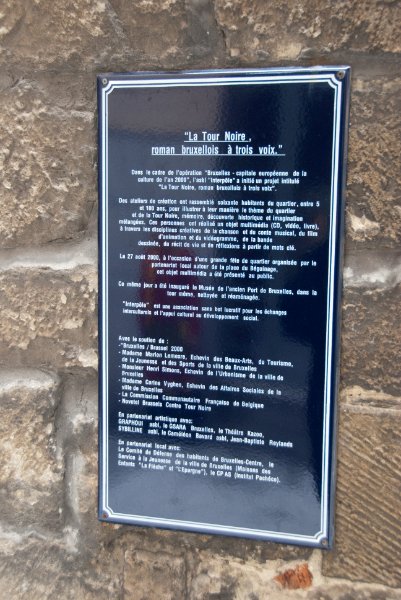 "La Tour Noire,
roman bruxellois à trois voix."
Dans le cadre de l'opération "Bruxelles - capitale européenne de la
culture de l'an 2000", l'asbl "Interpôle" a initié un projet intitulé
"La Tour Noire, roman bruxellois à trois voix".
Des ateliers de création ont rassemblé soixante habitants du quartier, entre 5
et 100 ans, pour illustrer à leur manière le thème du quartier
et de la Tour Noire, mémoire, découverte historique et imagination
mélangées. Ces personnes ont réalisé un objet multimédia (CD, vidéo, livre),
à travers les disciplines créatives de la chanson et du conte musical, du film
d'animation et du vidéogramme, de la bande
dessinée, du récit de vie et de réflexions à partir de mots clé.
Le 27 août 2000, à l'occasion d'une grande fête de quartier organisée par le
partenariat local autour de la place du Béguinage,
cet objet multimédia a été présenté au public.
Ce même jour a été inauguré le Musée de l'ancien Port de Bruxelles, dans la
tour même, nettoyée et réaménagée.
"Interpôle" est une association sans but lucratif pour les échanges
interculturels et l'appui culturel au développement social.
Avec le soutien de :
-"Bruxelles / Brussel 2000
- Madame Marion Lemesre, Echevin des Beaux-Arts, du Tourisme,
de la Jeunesse et des Sports de la ville de Bruxelles
- Monsieur Henri Simons, Echevin de l'Urbanisme de la ville de
Bruxelles
- Madame Carine Vyghen, Echevin des Affaires Sociales de la
ville de Bruxelles
- La Commission Communautaire Française de Belgique
- Novotel Brussels Centre Tour Noire
En partenariat artistique avec:
GRAPHOUI asbl, le GSARA Bruxelles, le Théâtre Kazoo,
SYBILLINE asbl, le Caméléon Bavard asbl, Jean-Baptiste Reylands
En partenariat local avec:
Le Comité de Défense des habitants de Bruxelles-Centre, le
Service à la Jeunesse de la ville de Bruxelles (Maisons des
Enfants "La Flèche" et "L'Epargne"), le CPAS (Institut Pachéco).